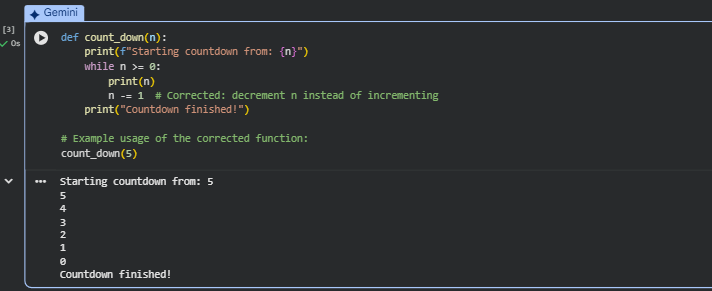 Gemini
[3]
0s
def count_down(n):
    print(f"Starting countdown from: {n}")
    while n >= 0:
        print(n)
        n -= 1  # Corrected: decrement n instead of incrementing
    print("Countdown finished!")

# Example usage of the corrected function:
count_down(5)
Starting countdown from: 5
5
4
3
2
1
0
Countdown finished!